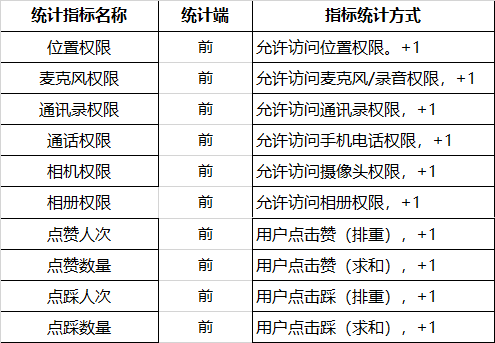 统计指标名称 统计端 指标统计方式
位置权限 前 允许访问位置权限。+1
麦克风权限 前 允许访问麦克风/录音权限，+1
通讯录权限 前 允许访问通讯录权限，+1
通话权限 前 允许访问手机电话权限，+1
相机权限 前 允许访问摄像头权限，+1
相册权限 前 允许访问相册权限，+1
点赞人次 前 用户点击赞（排重），+1
点赞数量 前 用户点击赞（求和），+1
点踩人次 前 用户点击踩（排重），+1
点踩数量 前 用户点击踩（求和），+1